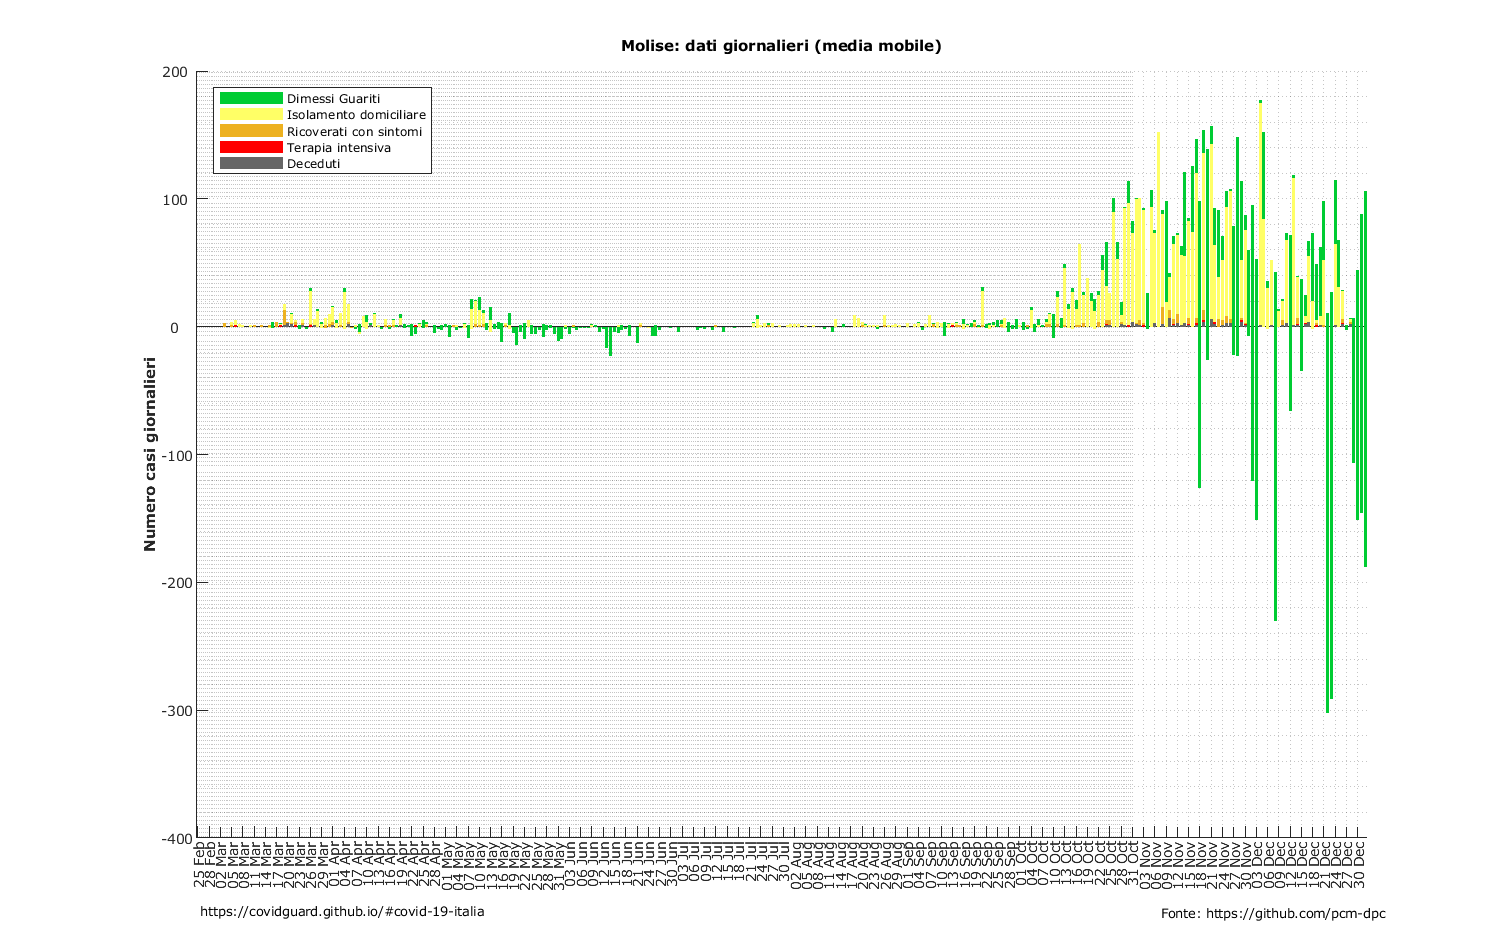 Molise: dati giornalieri (media mobile)
200
100
0
-100
-200
-300
-400
Numero casi giornalieri
Dimessi Guariti
Isolamento domiciliare
Ricoverati con sintomi
Terapia intensiva
Deceduti
25 Feb
28 Feb
02 Mar
05 Mar
08 Mar
11 Mar
14 Mar
17 Mar
20 Mar
23 Mar
26 Mar
29 Mar
01 Apr
04 Apr
07 Apr
10 Apr
13 Apr
16 Apr
19 Apr
22 Apr
25 Apr
28 Apr
01 May
04 May
07 May
10 May
13 May
16 May
19 May
22 May
25 May
28 May
31 May
03 Jun
06 Jun
09 Jun
12 Jun
15 Jun
18 Jun
21 Jun
24 Jun
27 Jun
30 Jun
03 Jul
06 Jul
09 Jul
12 Jul
15 Jul
18 Jul
21 Jul
24 Jul
27 Jul
30 Jul
02 Aug
05 Aug
08 Aug
11 Aug
14 Aug
17 Aug
20 Aug
23 Aug
26 Aug
29 Aug
01 Sep
04 Sep
07 Sep
10 Sep
13 Sep
16 Sep
19 Sep
22 Sep
25 Sep
28 Sep
01 Oct
04 Oct
07 Oct
10 Oct
13 Oct
16 Oct
19 Oct
22 Oct
25 Oct
28 Oct
31 Oct
03 Nov
06 Nov
09 Nov
12 Nov
15 Nov
18 Nov
21 Nov
24 Nov
27 Nov
30 Nov
03 Dec
06 Dec
09 Dec
12 Dec
15 Dec
18 Dec
21 Dec
24 Dec
27 Dec
30 Dec
https://covidguard.github.io/#covid-19-italia
Fonte: https://github.com/pcm-dpc